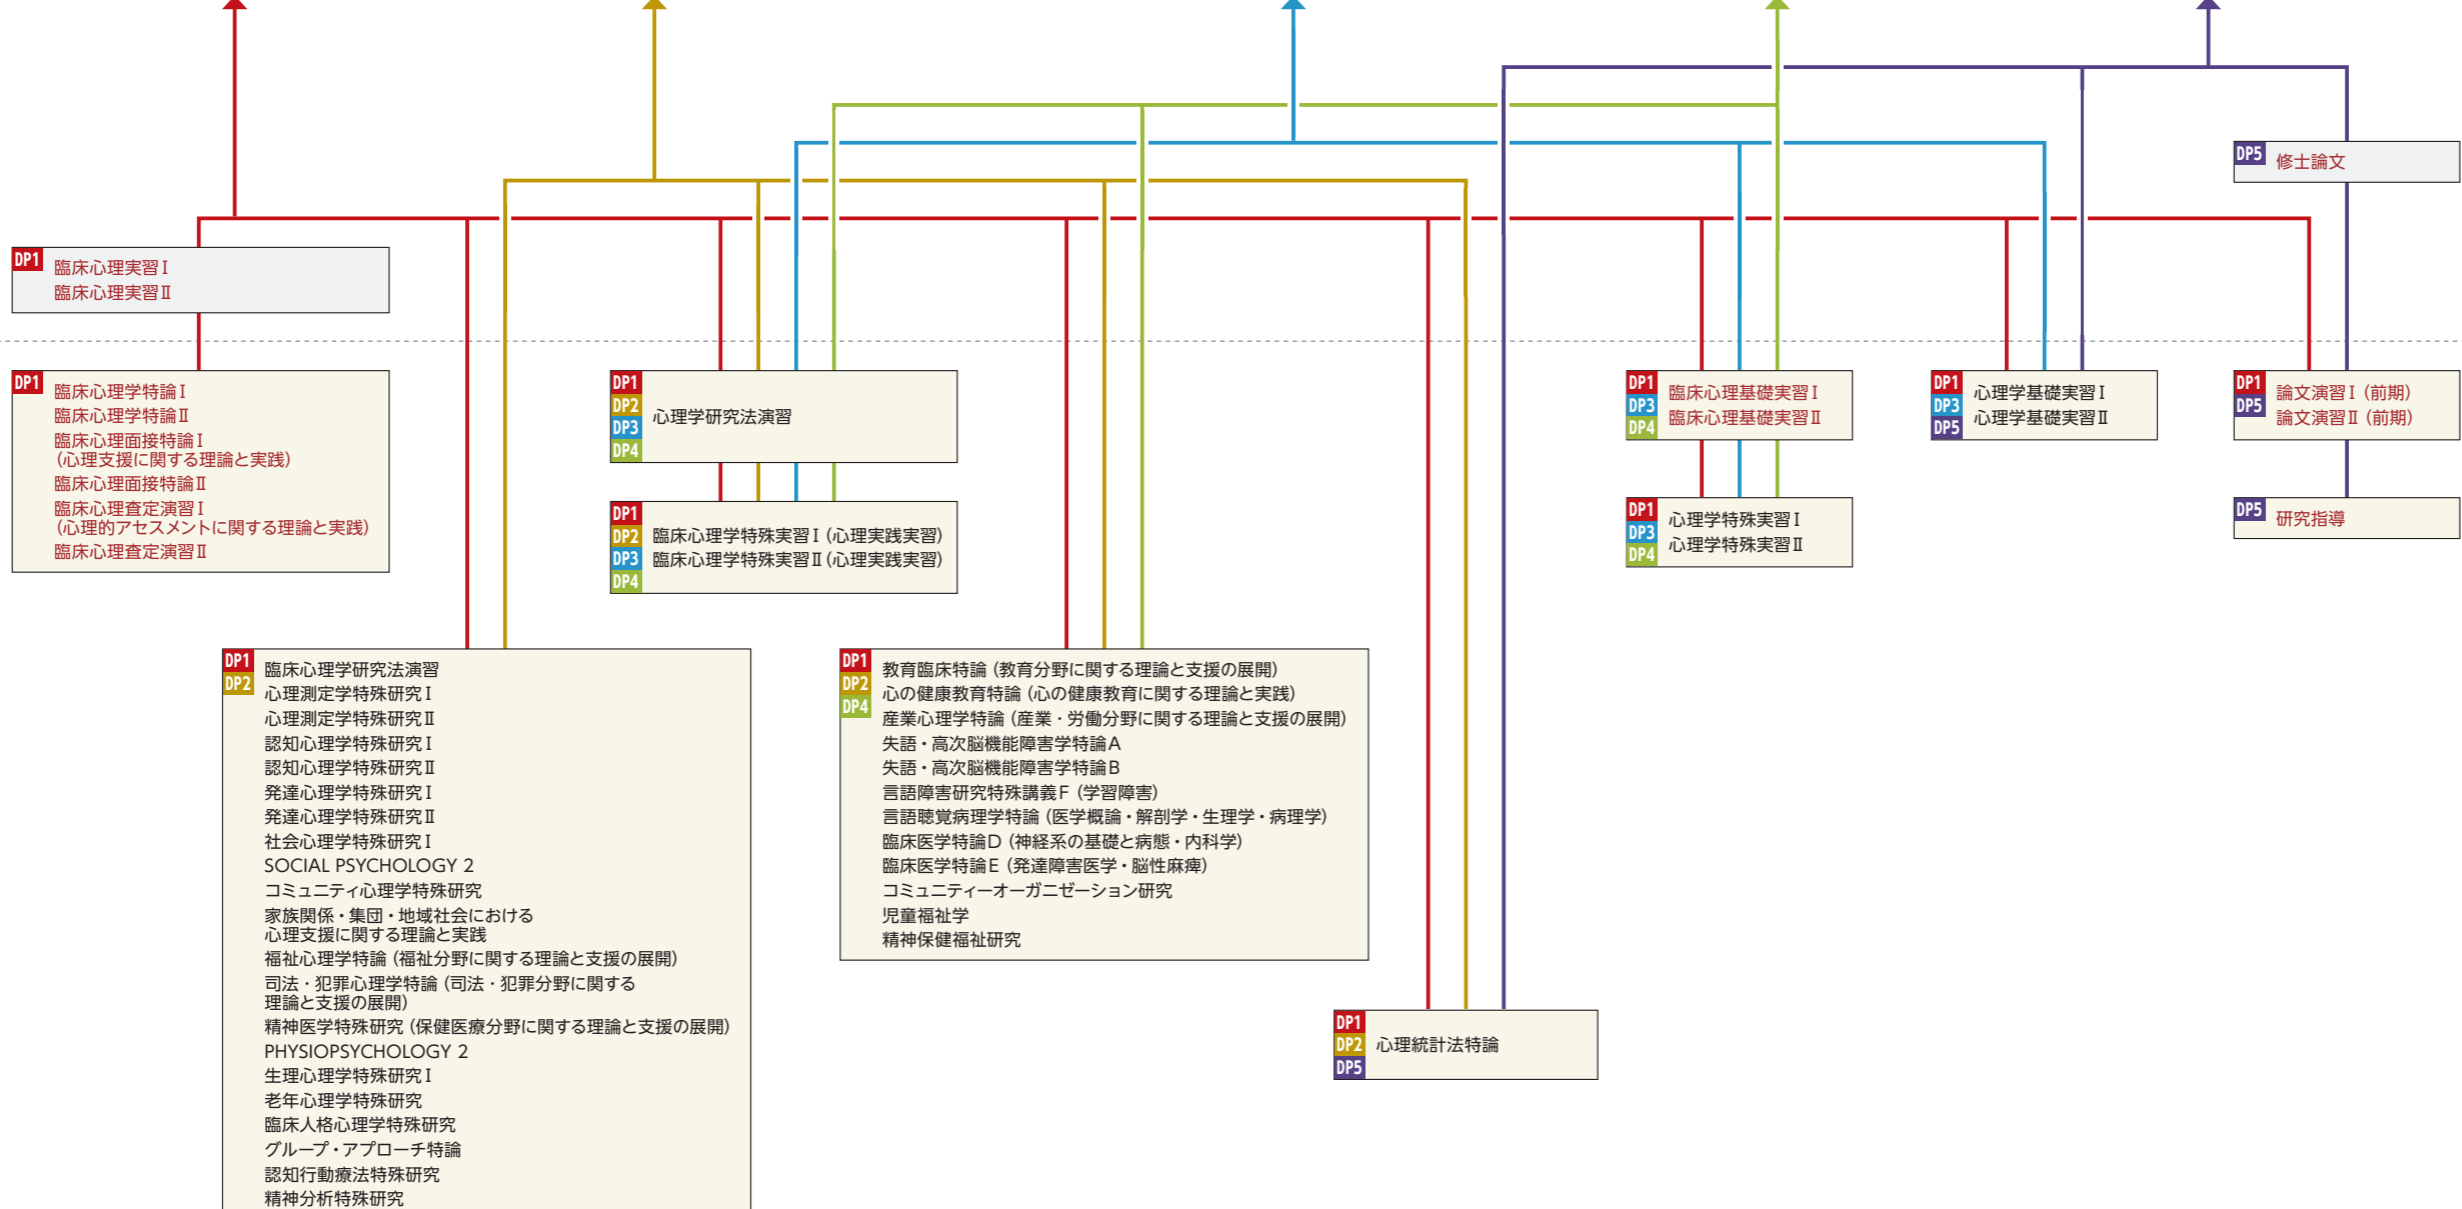 DP5
修士論文
DP1
臨床心理実習Ⅰ
臨床心理実習Ⅱ
DP1
臨床心理学特論Ⅰ
臨床心理学特論Ⅱ
臨床心理面接特論Ⅰ
(心理支援に関する理論と実践)
臨床心理面接特論Ⅱ
臨床心理査定演習Ⅰ
(心理的アセスメントに関する理論と実践)
臨床心理査定演習Ⅱ
DP1
DP2
DP3
DP4
心理学研究法演習
DP1
DP2
DP3
DP4
臨床心理学特殊実習Ⅰ(心理実践実習)
臨床心理学特殊実習Ⅱ(心理実践実習)
DP1
DP3
DP4
臨床心理基礎実習Ⅰ
臨床心理基礎実習Ⅱ
DP1
DP3
DP4
心理学特殊実習Ⅰ
心理学特殊実習Ⅱ
DP1
DP3
DP5
心理学基礎実習Ⅰ
心理学基礎実習Ⅱ
DP1
DP5
論文演習Ⅰ(前期)
論文演習Ⅱ(前期)
DP5
研究指導
DP1
DP2
臨床心理学研究法演習
心理測定学特殊研究Ⅰ
心理測定学特殊研究Ⅱ
認知心理学特殊研究Ⅰ
認知心理学特殊研究Ⅱ
発達心理学特殊研究Ⅰ
発達心理学特殊研究Ⅱ
社会心理学特殊研究Ⅰ
SOCIAL PSYCHOLOGY 2
コミュニティ心理学特殊研究
家族関係・集団・地域社会における
心理支援に関する理論と実践
福祉心理学特論(福祉分野に関する理論と支援の展開)
司法・犯罪心理学特論(司法・犯罪分野に関する
理論と支援の展開)
精神医学特殊研究(保健医療分野に関する理論と支援の展開)
PHYSIOPSYCHOLOGY 2
生理心理学特殊研究Ⅰ
老年心理学特殊研究
臨床人格心理学特殊研究
グループ・アプローチ特論
認知行動療法特殊研究
精神分析特殊研究
DP1
DP2
DP4
教育臨床特論(教育分野に関する理論と支援の展開)
心の健康教育特論(心の健康教育に関する理論と実践)
産業心理学特論(産業・労働分野に関する理論と支援の展開)
失語・高次脳機能障害学特論A
失語・高次脳機能障害学特論B
言語障害研究特殊講義F(学習障害)
言語聴覚病理学特論(医学概論・解剖学・生理学・病理学)
臨床医学特論D(神経系の基礎と病態・内科学)
臨床医学特論E(発達障害医学・脳性麻痺)
コミュニティーオーガニゼーション研究
児童福祉学
精神保健福祉研究
DP1
DP2
DP5
心理統計法特論